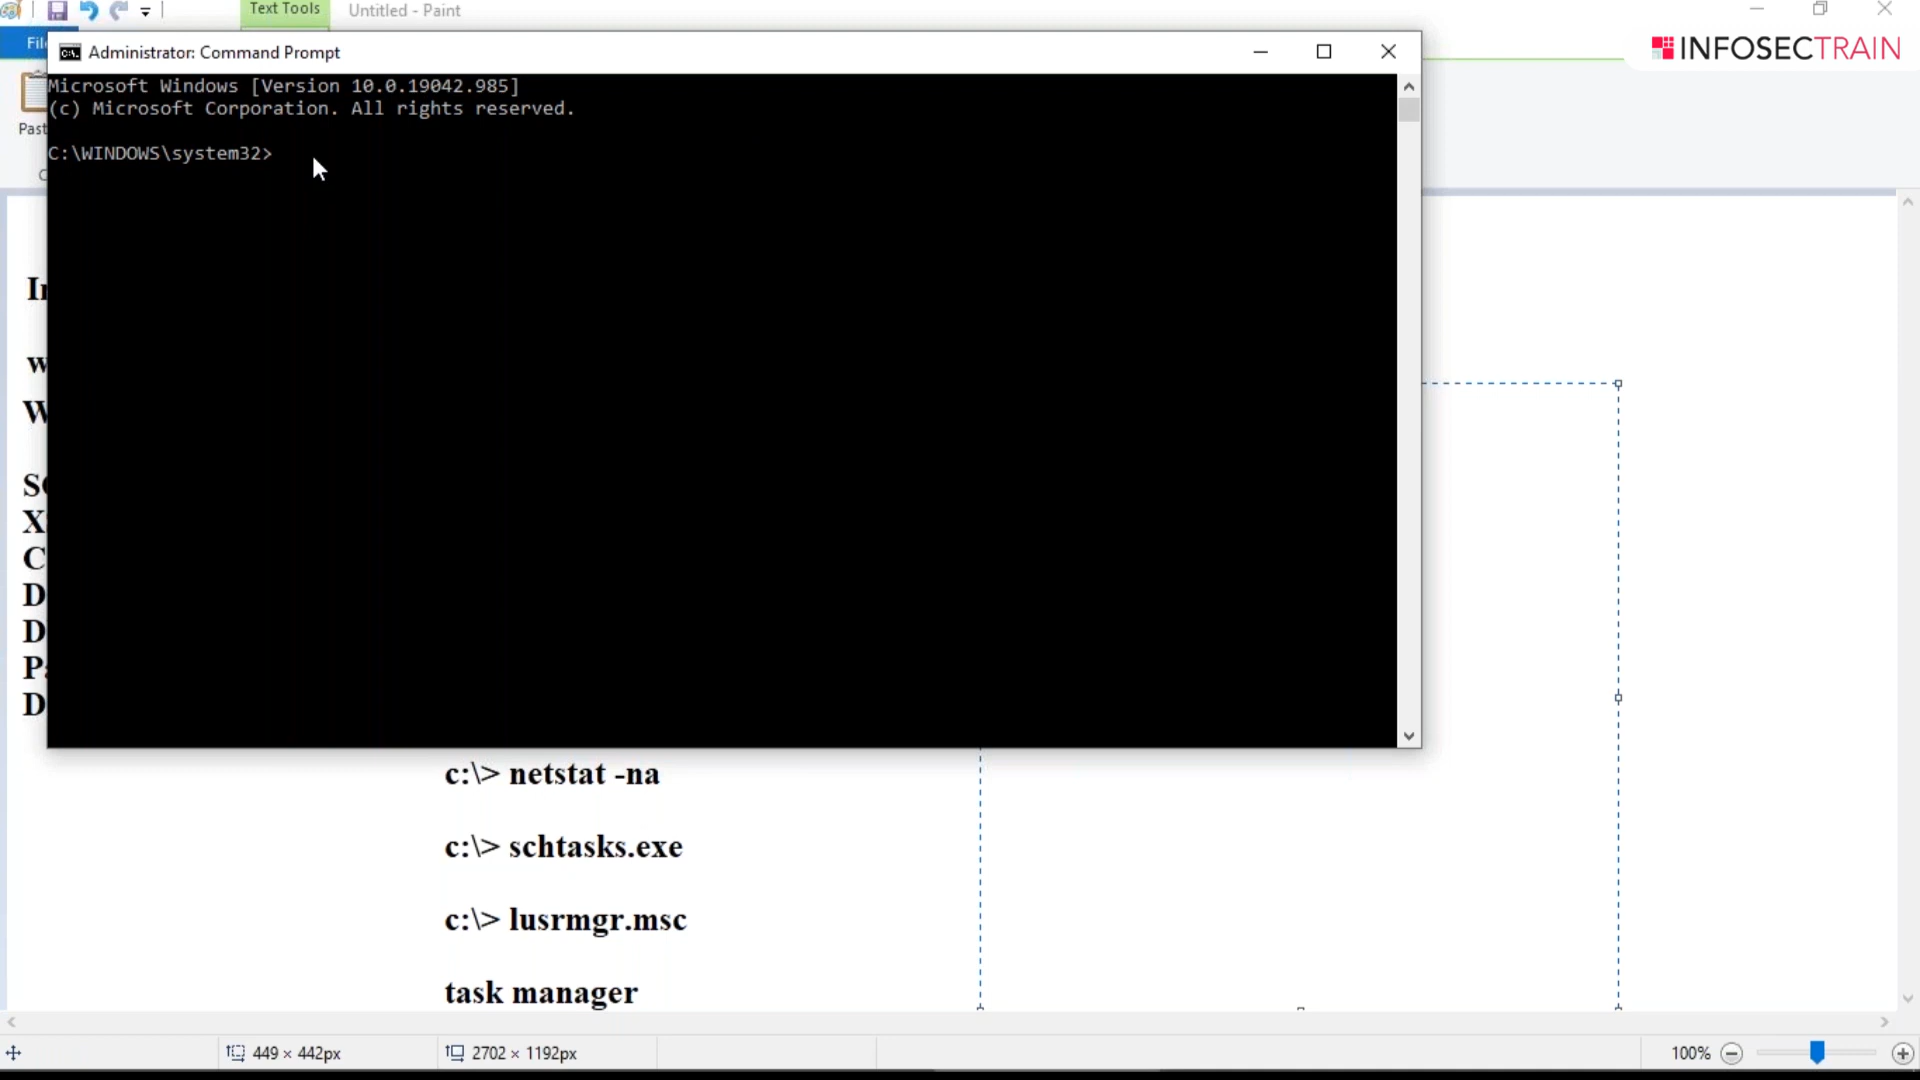 Text Tools
Untitled - Paint
INFOSECTRAIN
Administrator: Command Prompt
Microsoft Windows [Version 10.0.19042.985]
(c) Microsoft Corporation. All rights reserved.
C:\WINDOWS\system32>
c:\> netstat -na
c:\> schtasks.exe
c:\> lusrmgr.msc
task manager
449 × 442px
2702 × 1192px
100%